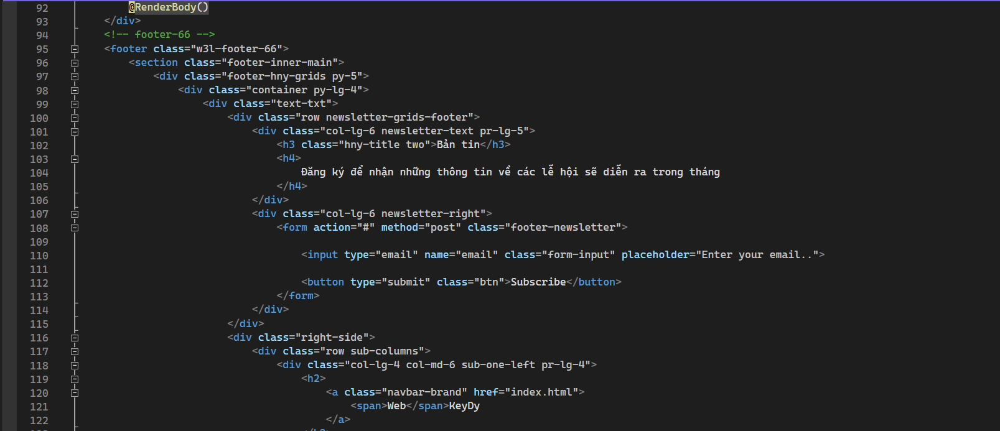 92 @RenderBody()
93 </div>
94 <!-- footer-66 -->
95 <footer class="w3l-footer-66">
96 <section class="footer-inner-main">
97 <div class="footer-hny-grids py-5">
98 <div class="container py-lg-4">
99 <div class="text-txt">
100 <div class="row newsletter-grids-footer">
101 <div class="col-lg-6 newsletter-text pr-lg-5">
102 <h3 class="hny-title two">Bản tin</h3>
103 <h4>
104 Đăng ký để nhận những thông tin về các lễ hội sẽ diễn ra trong tháng
105 </h4>
106 </div>
107 <div class="col-lg-6 newsletter-right">
108 <form action="#" method="post" class="footer-newsletter">
109
110 <input type="email" name="email" class="form-input" placeholder="Enter your email..">
111
112 <button type="submit" class="btn">Subscribe</button>
113 </form>
114 </div>
115 </div>
116 <div class="right-side">
117 <div class="row sub-columns">
118 <div class="col-lg-4 col-md-6 sub-one-left pr-lg-4">
119 <h2>
120 <a class="navbar-brand" href="index.html">
121 <span>Web</span>KeyDy
122 </a>